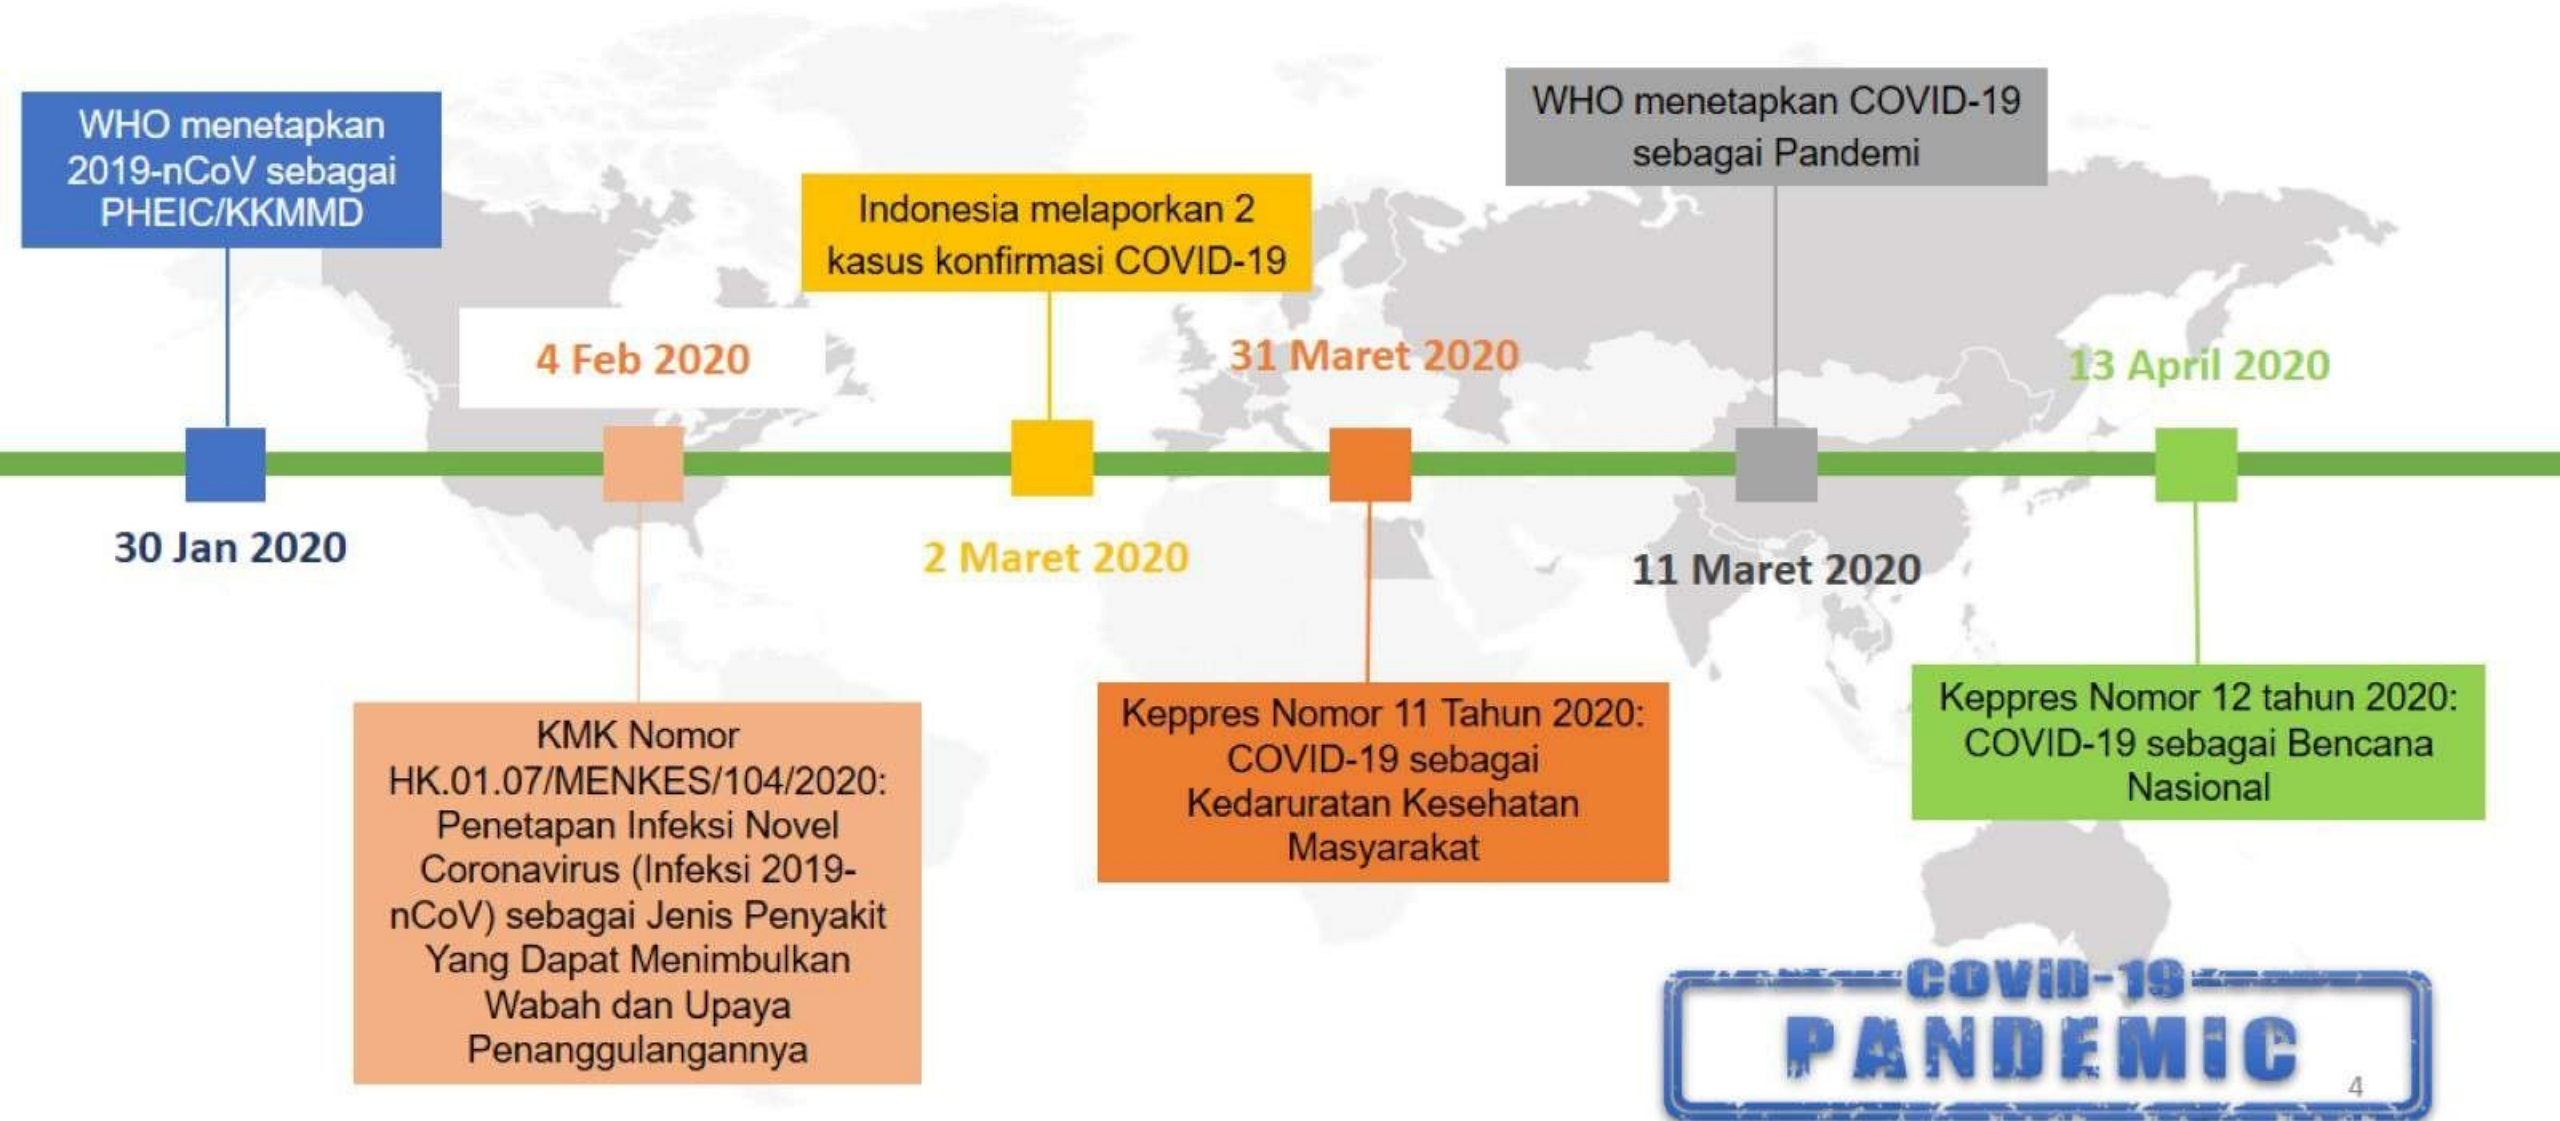 WHO menetapkan
2019-nCoV sebagai
PHEIC/KKMMD
30 Jan 2020
4 Feb 2020
KMK Nomor
HK.01.07/MENKES/104/2020:
Penetapan Infeksi Novel
Coronavirus (Infeksi 2019-
nCoV) sebagai Jenis Penyakit
Yang Dapat Menimbulkan
Wabah dan Upaya
Penanggulangannya
Indonesia melaporkan 2
kasus konfirmasi COVID-19
2 Maret 2020
31 Maret 2020
Keppres Nomor 11 Tahun 2020:
COVID-19 sebagai
Kedaruratan Kesehatan
Masyarakat
WHO menetapkan COVID-19
sebagai Pandemi
11 Maret 2020
13 April 2020
Keppres Nomor 12 tahun 2020:
COVID-19 sebagai Bencana
Nasional
COVID-19
PANDEMIC
4